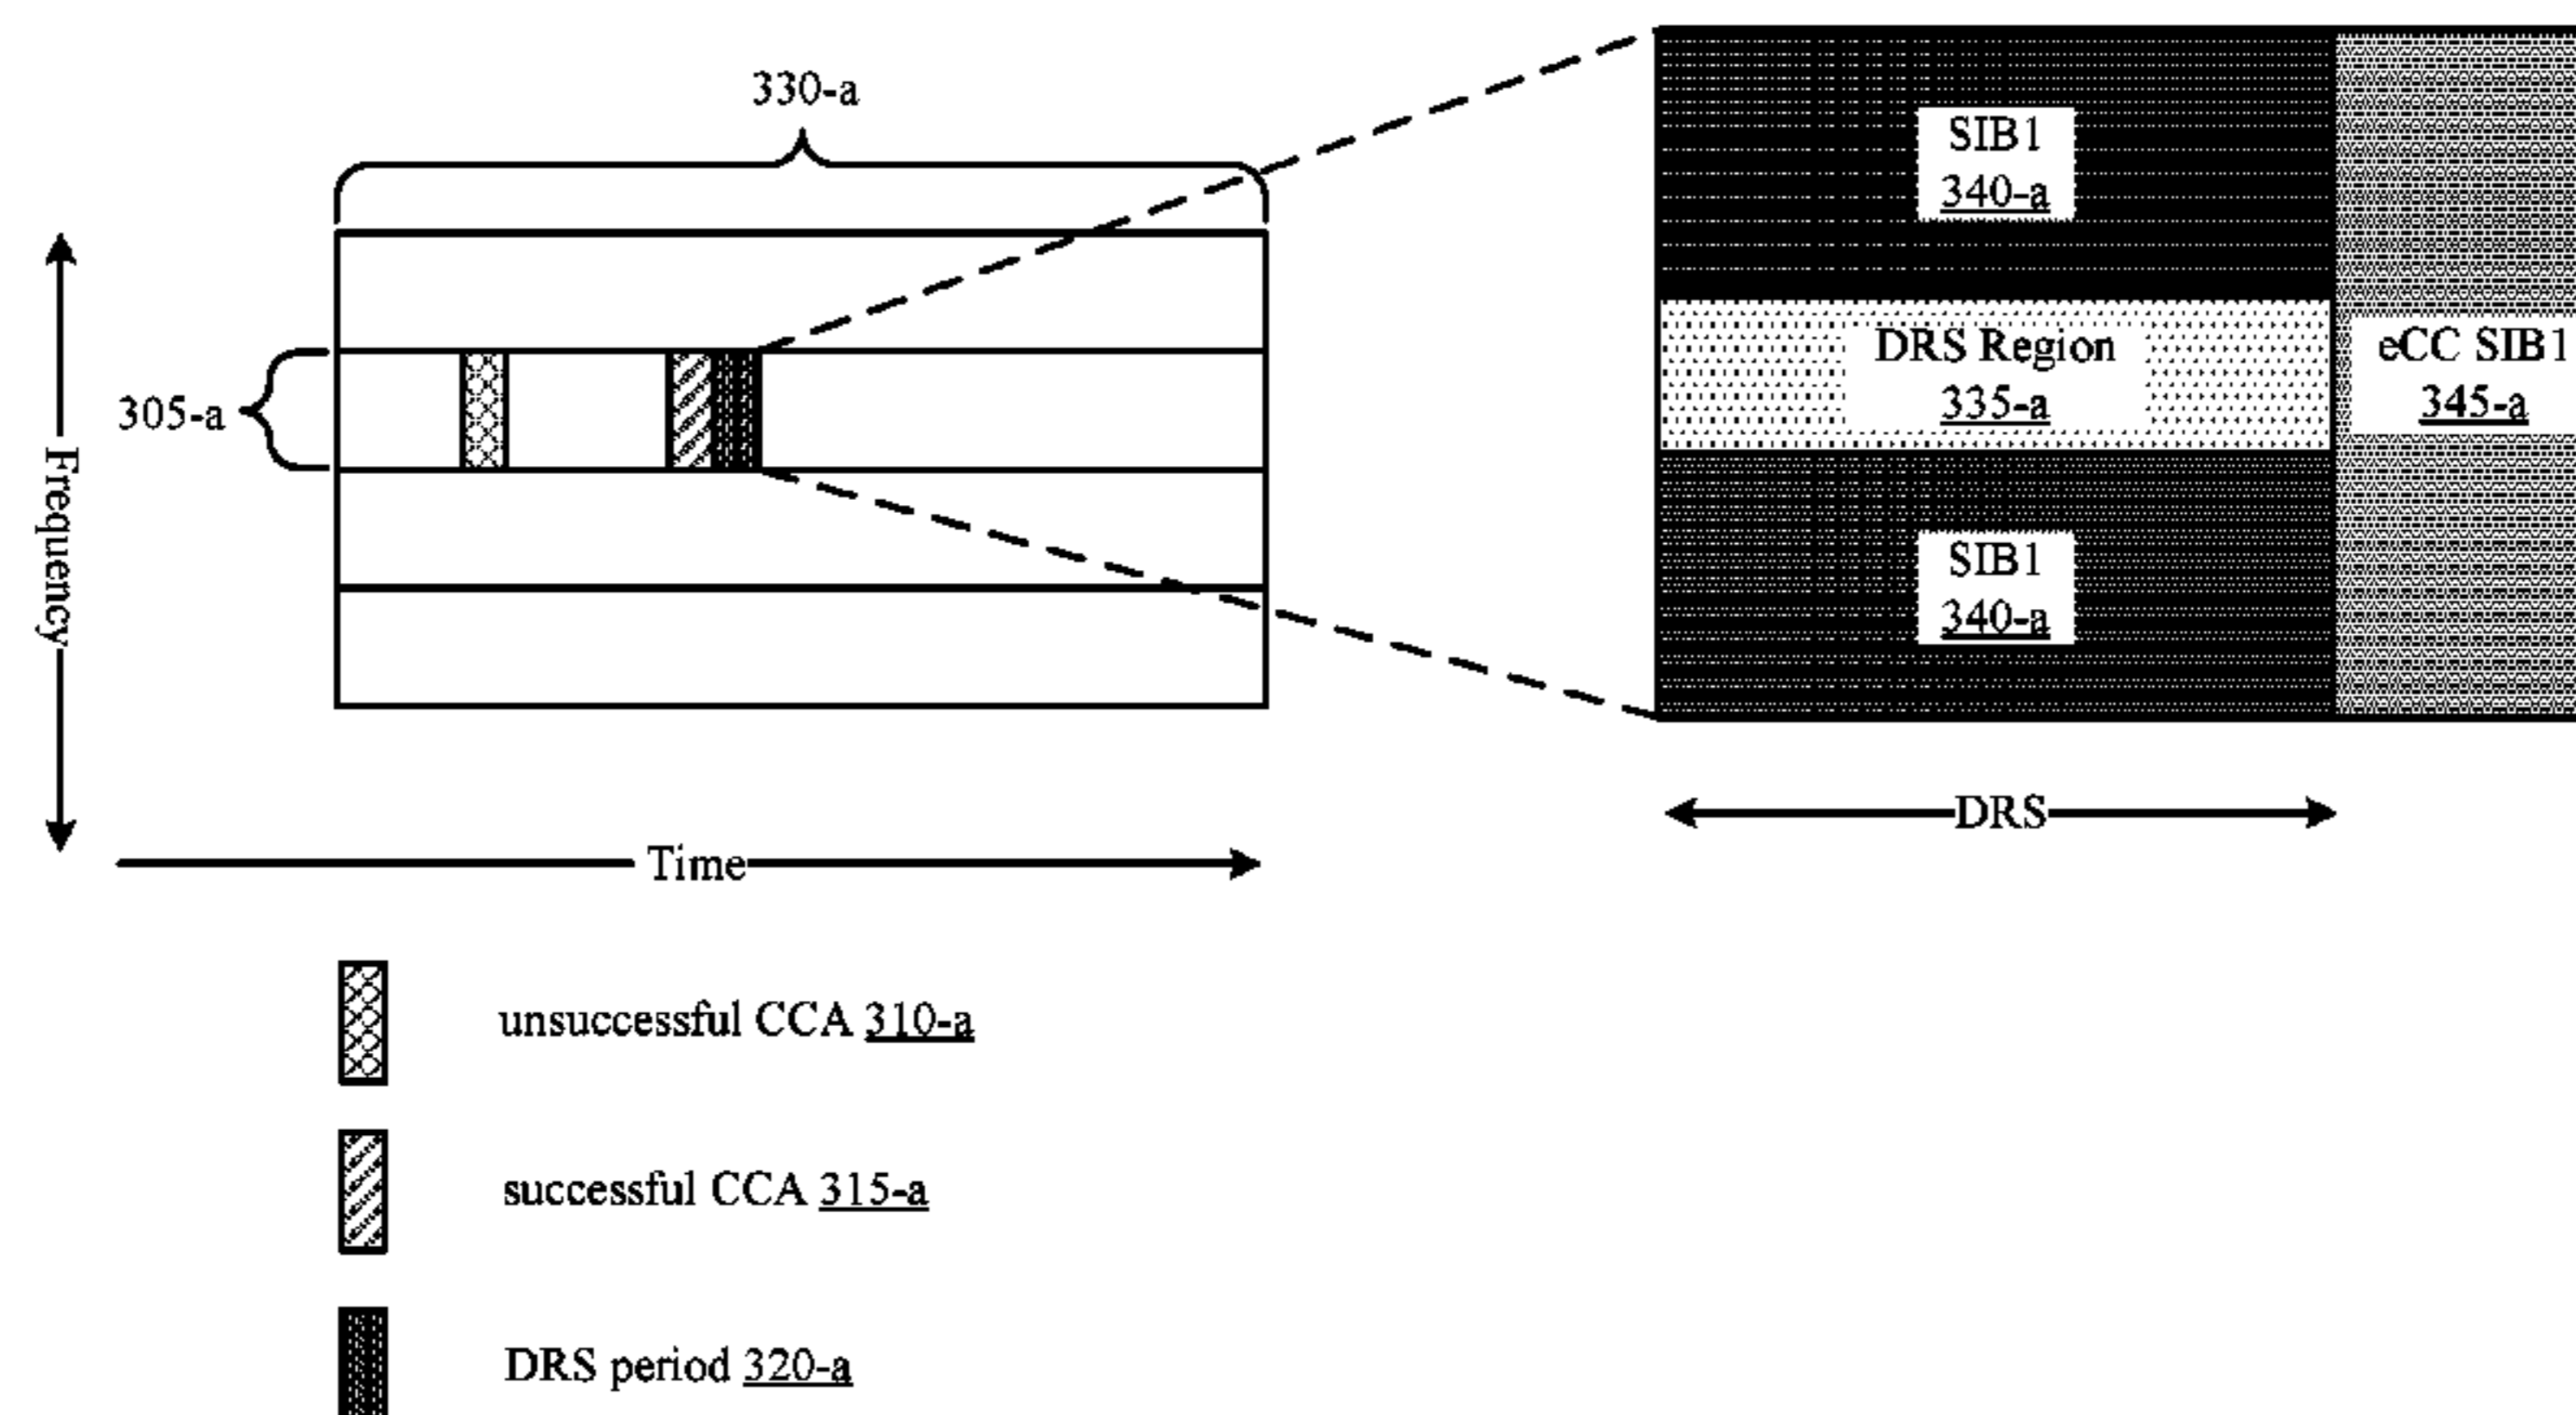 330-a
305-a
Frequency
Time
SIB1
340-a
DRS Region
335-a
eCC SIB1
345-a
SIB1
340-a
DRS
unsuccessful CCA 310-a
successful CCA 315-a
DRS period 320-a